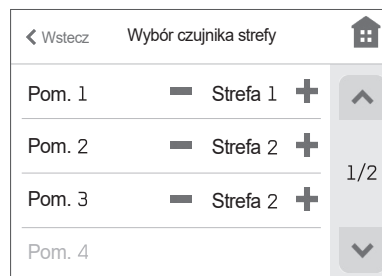 Wstecz Wybór czujnika strefy
Pom. 1 Strefa 1
Pom. 2 Strefa 2
1/2
Pom. 3 Strefa 2
Pom. 4